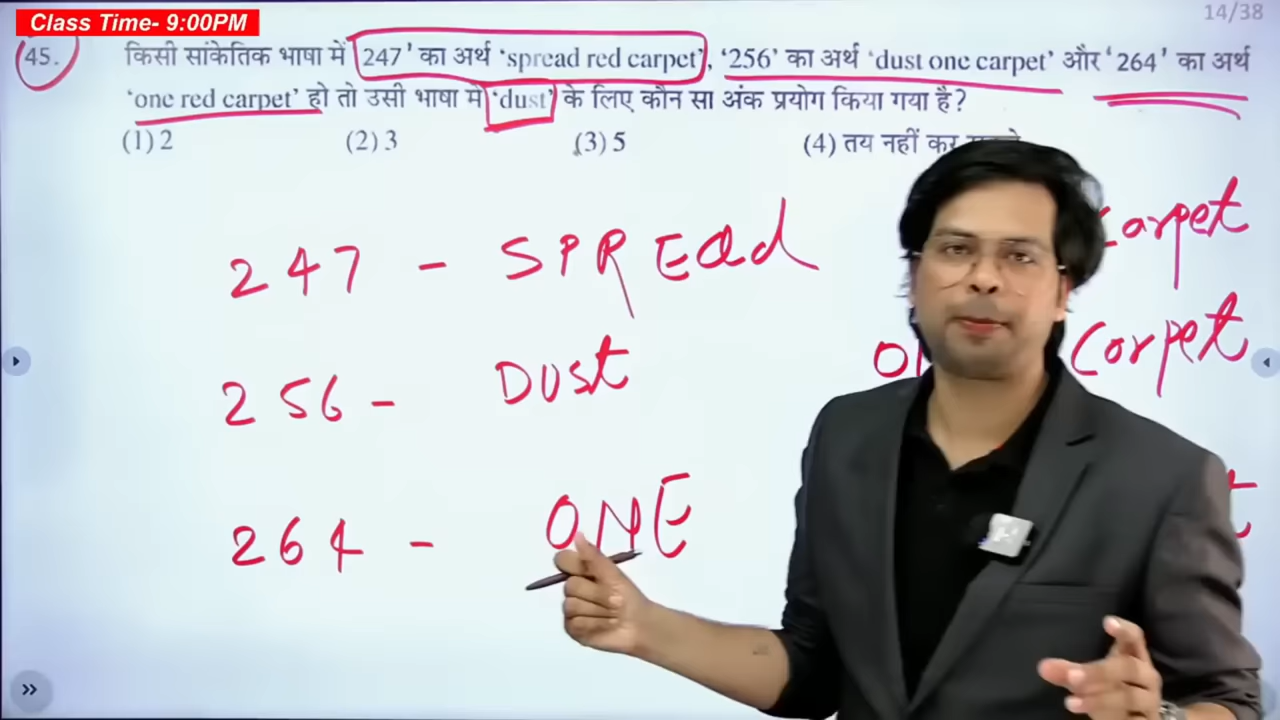 Class Time- 9:00PM
14/38
45. किसी सांकेतिक भाषा में '247' का अर्थ 'spread red carpet', '256' का अर्थ 'dust one carpet' और '264' का अर्थ
'one red carpet' हो तो उसी भाषा में 'dust' के लिए कौन सा अंक प्रयोग किया गया है?
(1) 2 (2) 3 (3) 5 (4) तय नहीं कर
247 - SPREad Carpet
256 - Dust Carpet
264 - ONE